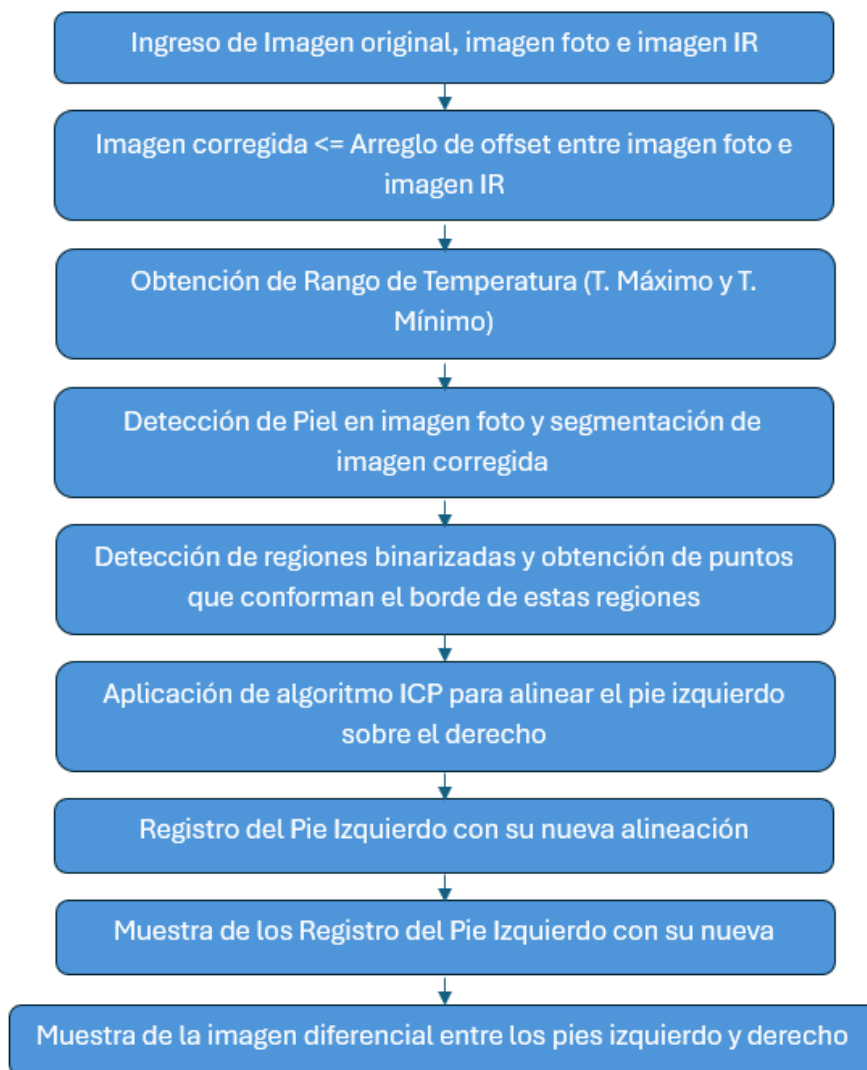 Ingreso de Imagen original, imagen foto e imagen IR
Imagen corregida <= Arreglo de offset entre imagen foto e
imagen IR
Obtención de Rango de Temperatura (T. Máximo y T.
Mínimo)
Detección de Piel en imagen foto y segmentación de
imagen corregida
Detección de regiones binarizadas y obtención de puntos
que conforman el borde de estas regiones
Aplicación de algoritmo ICP para alinear el pie izquierdo
sobre el derecho
Registro del Pie Izquierdo con su nueva alineación
Muestra de los Registro del Pie Izquierdo con su nueva
Muestra de la imagen diferencial entre los pies izquierdo y derecho